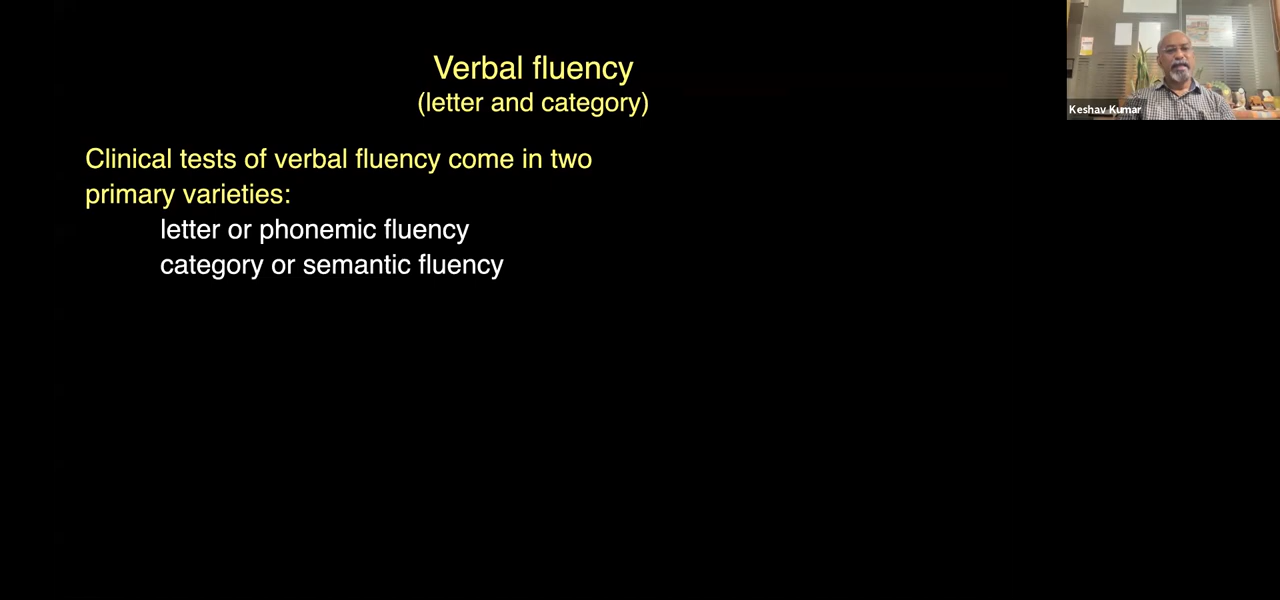 Verbal fluency
(letter and category)
Clinical tests of verbal fluency come in two
primary varieties:
letter or phonemic fluency
category or semantic fluency
Keshav Kumar